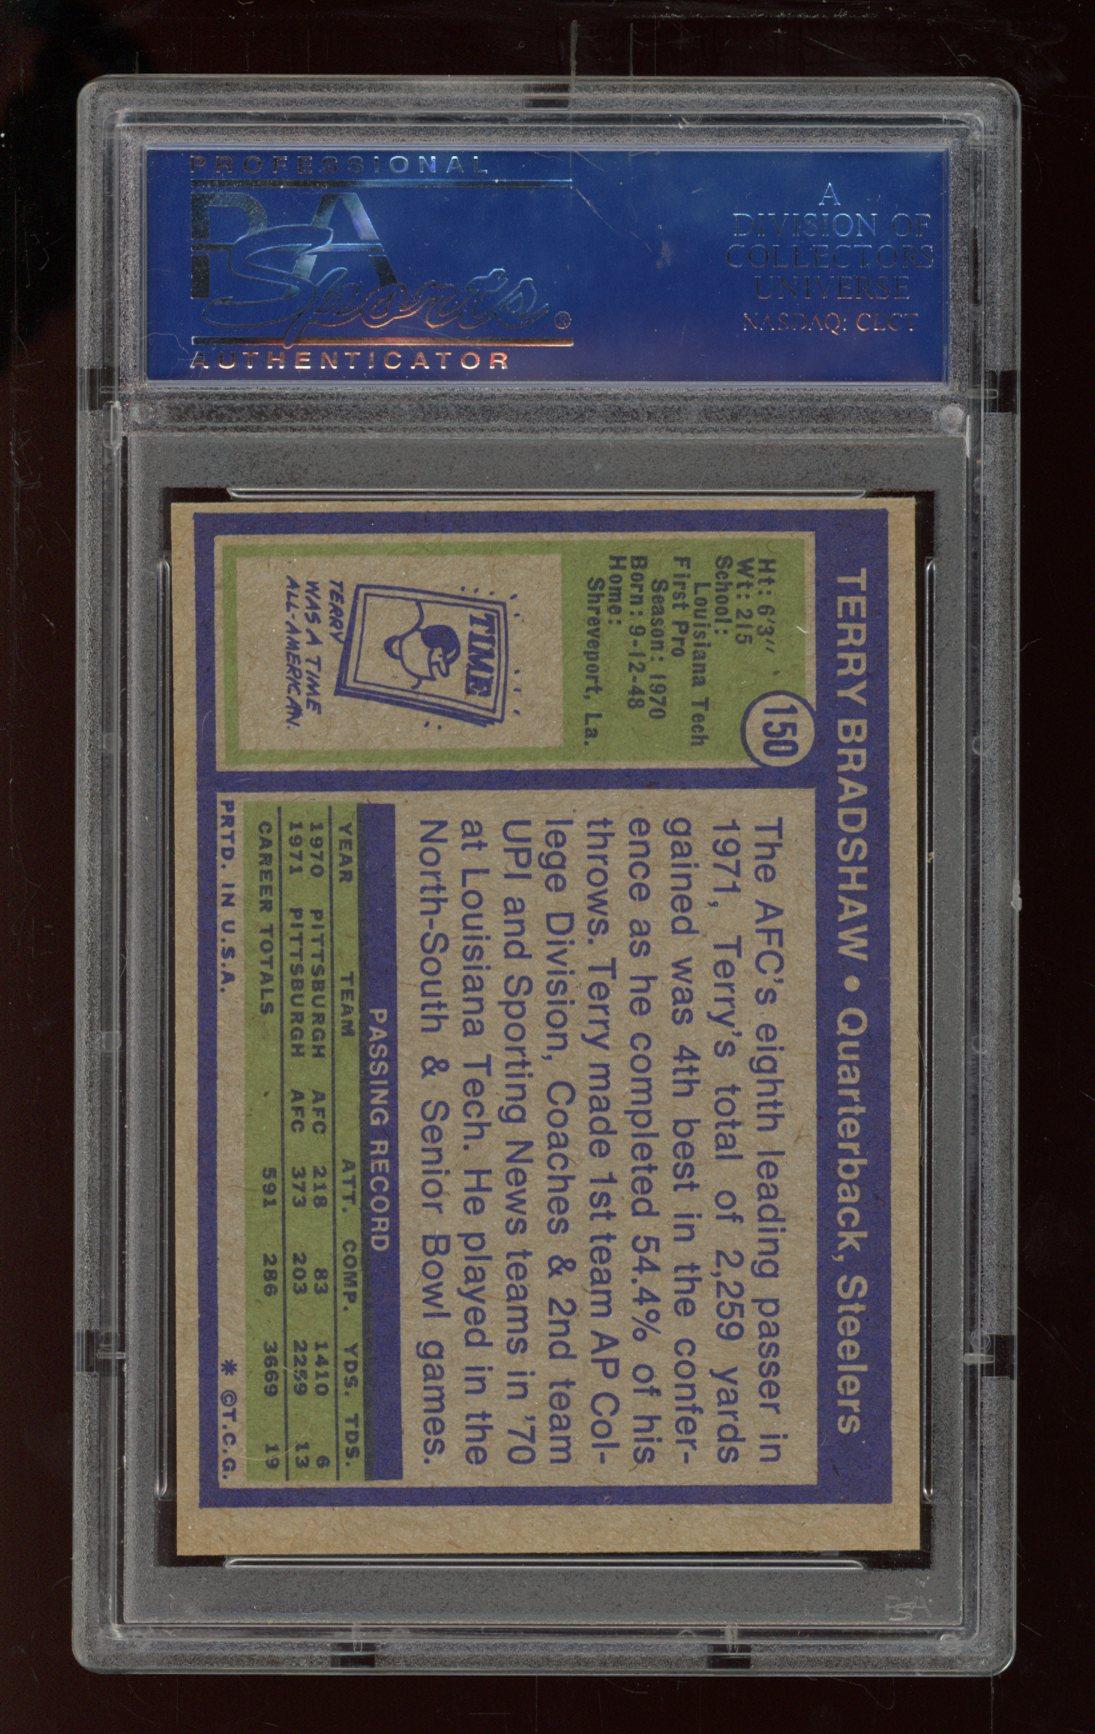 PROFESSIONAL
PSA
Sports®
AUTHENTICATOR
A
DIVISION OF
COLLECTORS
UNIVERSE
NASDAQ: CLCT
TERRY BRADSHAW • Quarterback, Steelers
150
Ht: 6'3"
Wt: 215
School:
Louisiana Tech
First Pro
Season: 1970
Born: 9-12-48
Home:
Shreveport, La.
TIME
TERRY
WAS A TIME
ALL-AMERICAN.
The AFC's eighth leading passer in
1971, Terry's total of 2,259 yards
gained was 4th best in the confer-
ence as he completed 54.4% of his
throws. Terry made 1st team AP Col-
lege Division, Coaches & 2nd team
UPI and Sporting News teams in '70
at Louisiana Tech. He played in the
North-South & Senior Bowl games.
PASSING RECORD
YEAR TEAM ATT. COMP. YDS. TDS.
1970 PITTSBURGH AFC 218 83 1410 6
1971 PITTSBURGH AFC 373 203 2259 13
CAREER TOTALS 591 286 3669 19
PRTD. IN U.S.A. * ©T.C.G.
PSA